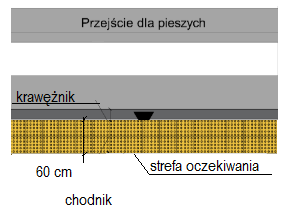 Przejście dla pieszych
krawężnik
60 cm
strefa oczekiwania
chodnik